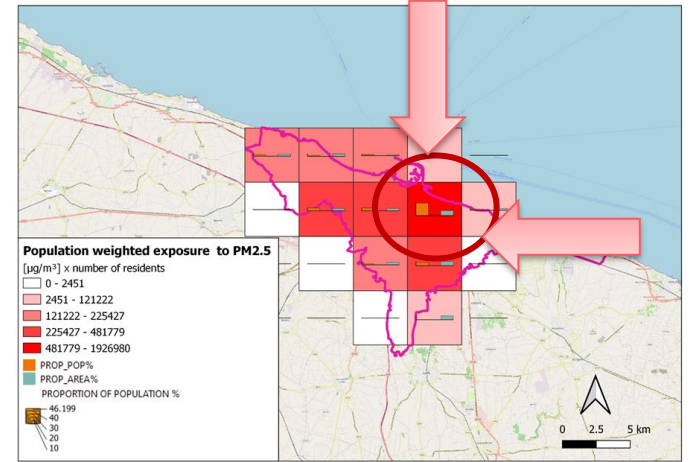 Population weighted exposure to PM2.5
[µg/m³] x number of residents
0 - 2451
2451 - 121222
121222 - 225427
225427 - 481779
481779 - 1926980
PROP_POP%
PROP_AREA%
PROPORTION OF POPULATION %
46.199
40
30
20
10
0 2.5 5 km